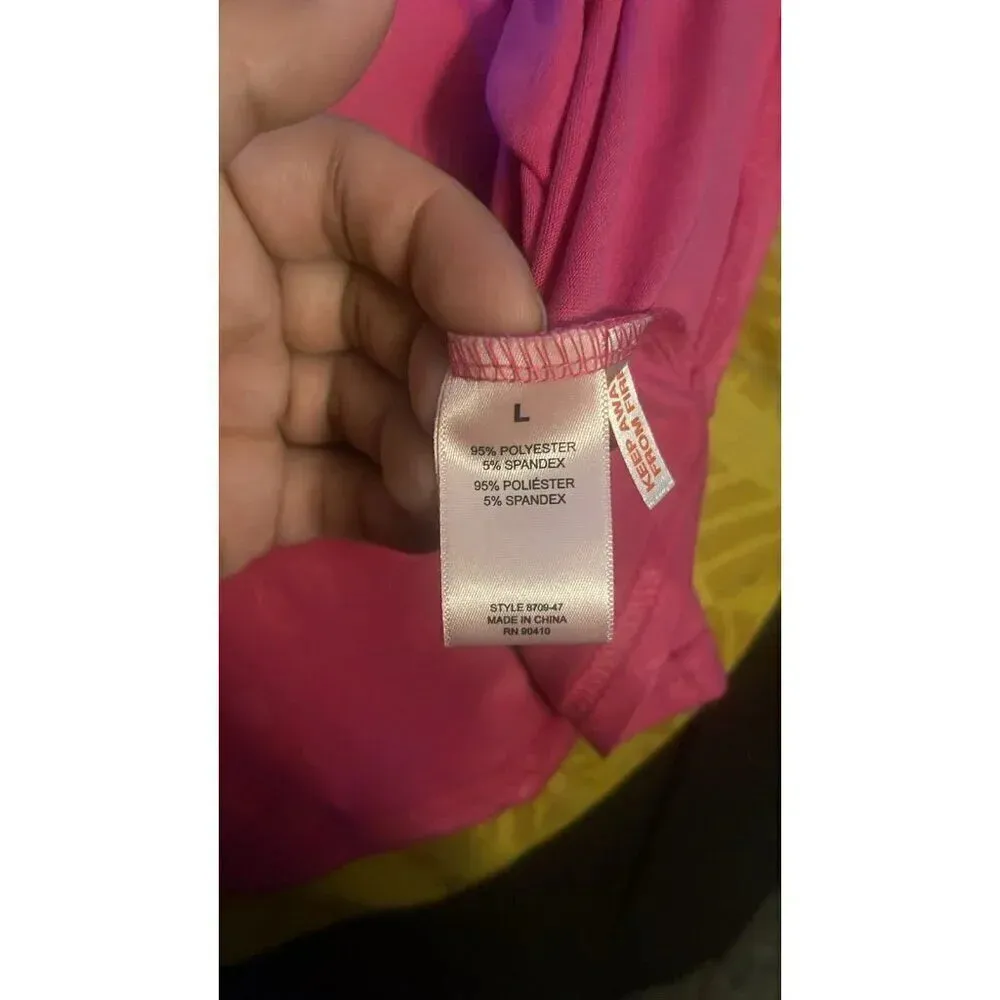 L
95% POLYESTER
5% SPANDEX
95% POLIÉSTER
5% SPANDEX
STYLE 8709-47
MADE IN CHINA
RN 90410
KEEP AWA
FROM FIR